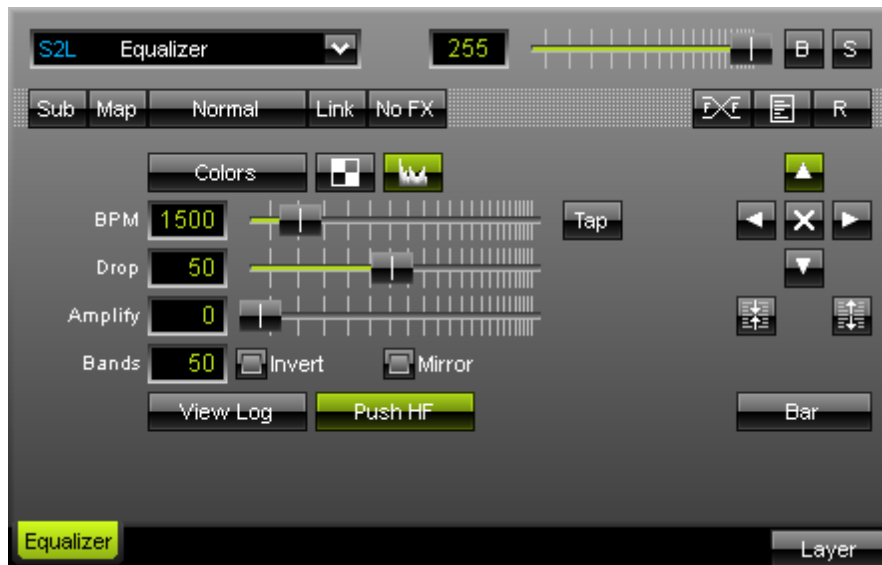 S2L Equalizer 255 B S
Sub Map Normal Link No FX F F R
Colors
BPM 1500 Tap
Drop 50
Amplify 0
Bands 50 Invert Mirror
View Log Push HF Bar
Equalizer Layer